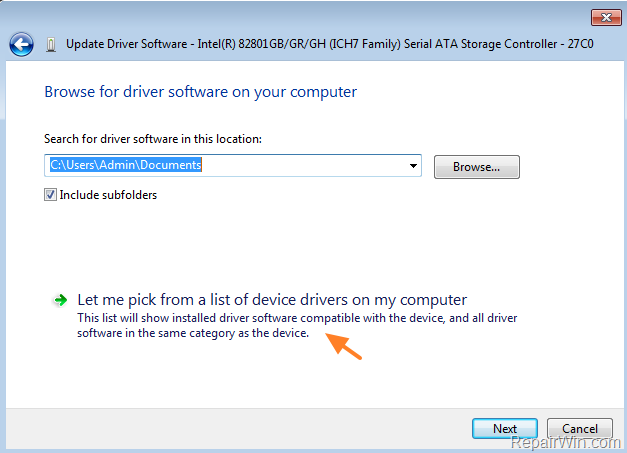 Update Driver Software - Intel(R) 82801GB/GR/GH (ICH7 Family) Serial ATA Storage Controller - 27C0
Browse for driver software on your computer
Search for driver software in this location:
C:\Users\Admin\Documents
Browse...
Include subfolders
Let me pick from a list of device drivers on my computer
This list will show installed driver software compatible with the device, and all driver
software in the same category as the device.
Next
Cancel
RepairWin.com